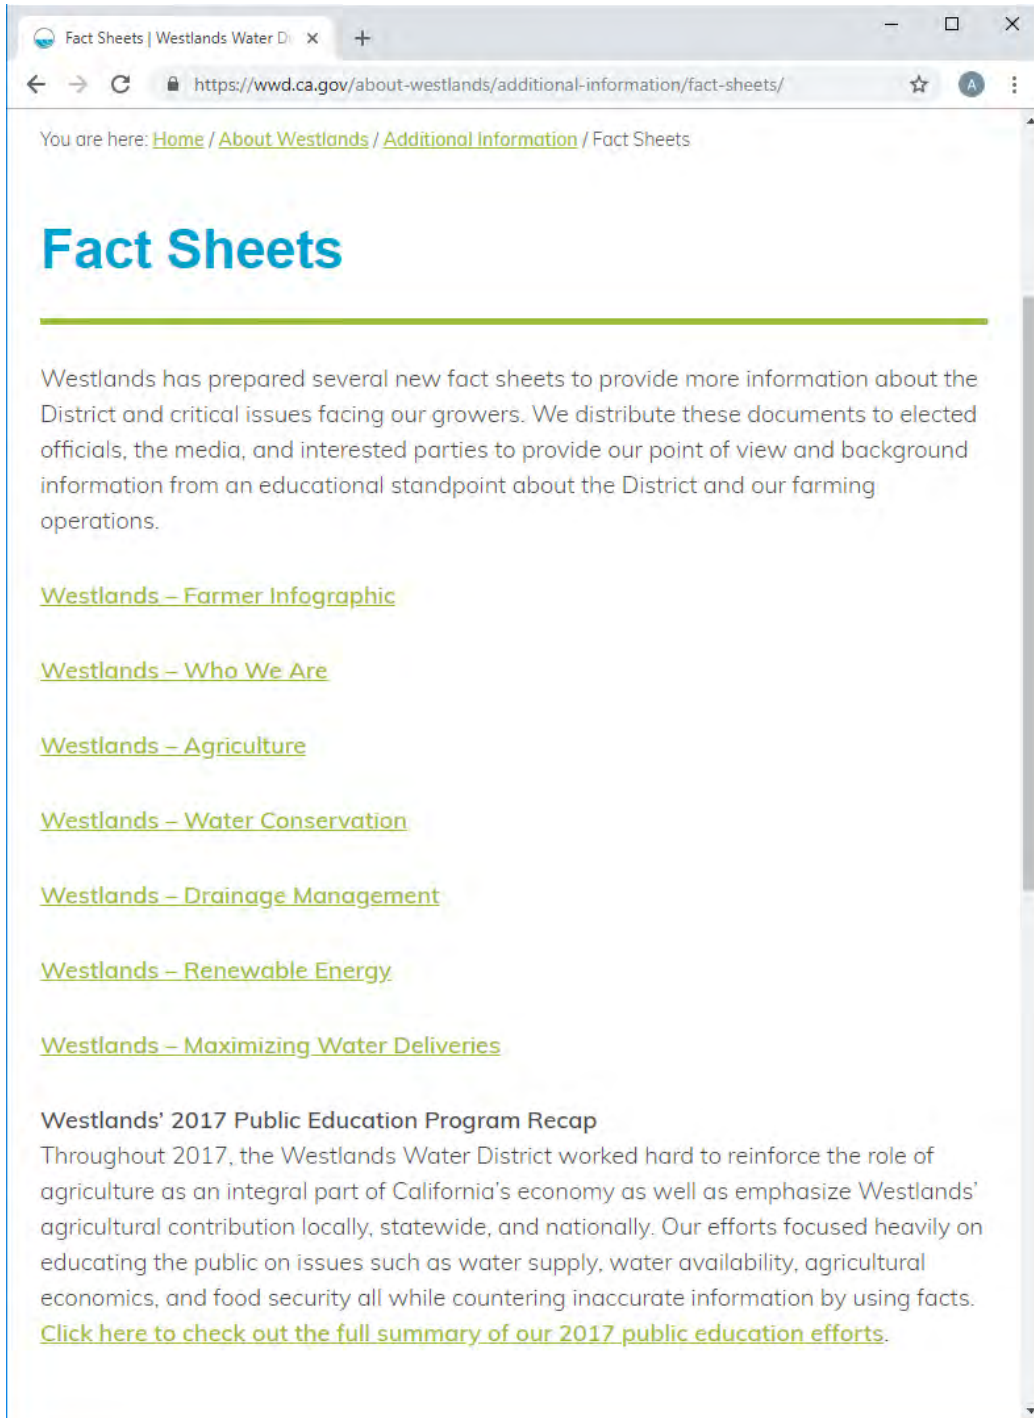 Fact Sheets | Westlands Water Di
https://wwd.ca.gov/about-westlands/additional-information/fact-sheets/
A
You are here: Home / About Westlands / Additional Information / Fact Sheets
Fact Sheets
Westlands has prepared several new fact sheets to provide more information about the
District and critical issues facing our growers. We distribute these documents to elected
officials, the media, and interested parties to provide our point of view and background
information from an educational standpoint about the District and our farming
operations.
Westlands – Farmer Infographic
Westlands – Who We Are
Westlands – Agriculture
Westlands – Water Conservation
Westlands – Drainage Management
Westlands – Renewable Energy
Westlands – Maximizing Water Deliveries
Westlands’ 2017 Public Education Program Recap
Throughout 2017, the Westlands Water District worked hard to reinforce the role of
agriculture as an integral part of California’s economy as well as emphasize Westlands’
agricultural contribution locally, statewide, and nationally. Our efforts focused heavily on
educating the public on issues such as water supply, water availability, agricultural
economics, and food security all while countering inaccurate information by using facts.
Click here to check out the full summary of our 2017 public education efforts.